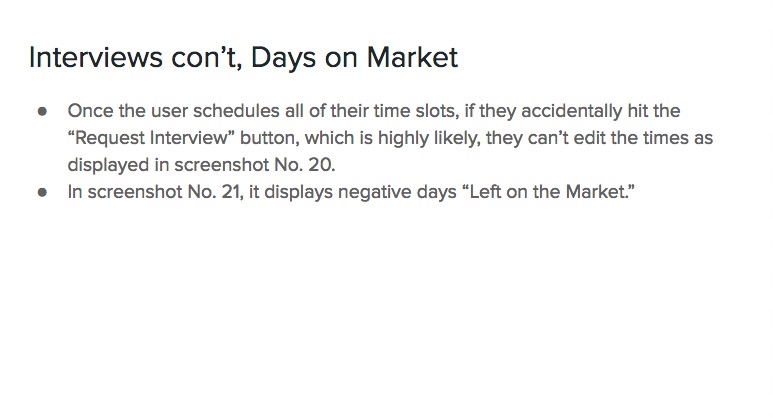 Interviews con’t, Days on Market
● Once the user schedules all of their time slots, if they accidentally hit the
“Request Interview” button, which is highly likely, they can’t edit the times as
displayed in screenshot No. 20.
● In screenshot No. 21, it displays negative days “Left on the Market.”